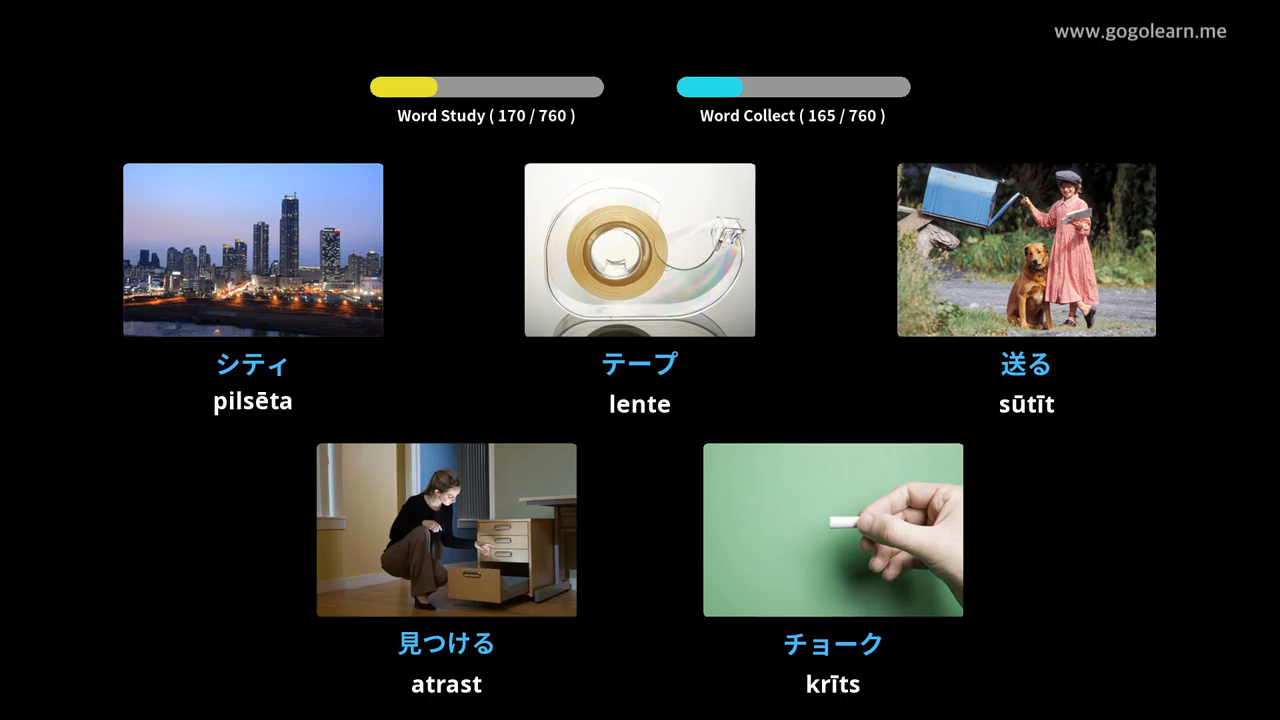 www.gogolearn.me
Word Study ( 170 / 760 )
Word Collect ( 165 / 760 )
シティ
pilsēta
テープ
lente
送る
sūtīt
見つける
atrast
チョーク
krīts